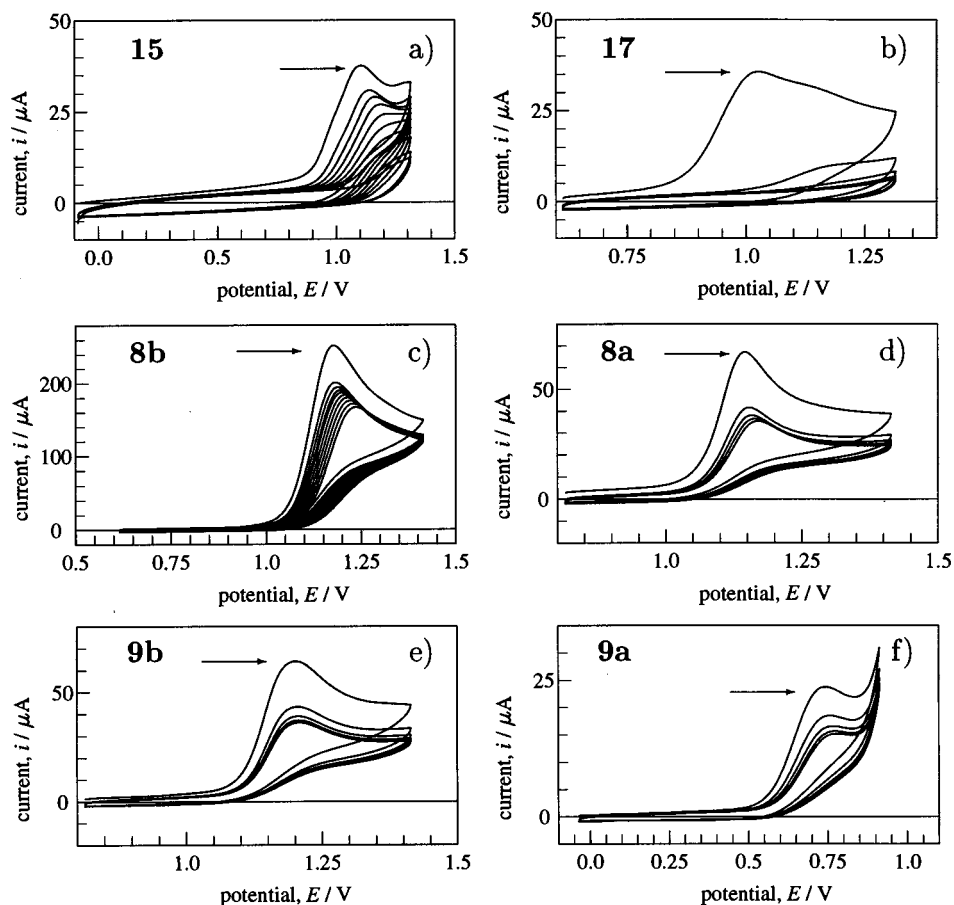 15 a)
50
25
0
0.0 0.5 1.0 1.5
current, i / μA
potential, E / V
17 b)
50
25
0
0.75 1.0 1.25
current, i / μA
potential, E / V
8b c)
200
100
0
0.5 0.75 1.0 1.25 1.5
current, i / μA
potential, E / V
8a d)
50
0
1.0 1.25 1.5
current, i / μA
potential, E / V
9b e)
50
0
1.0 1.25 1.5
current, i / μA
potential, E / V
9a f)
25
0
0.0 0.25 0.5 0.75 1.0
current, i / μA
potential, E / V